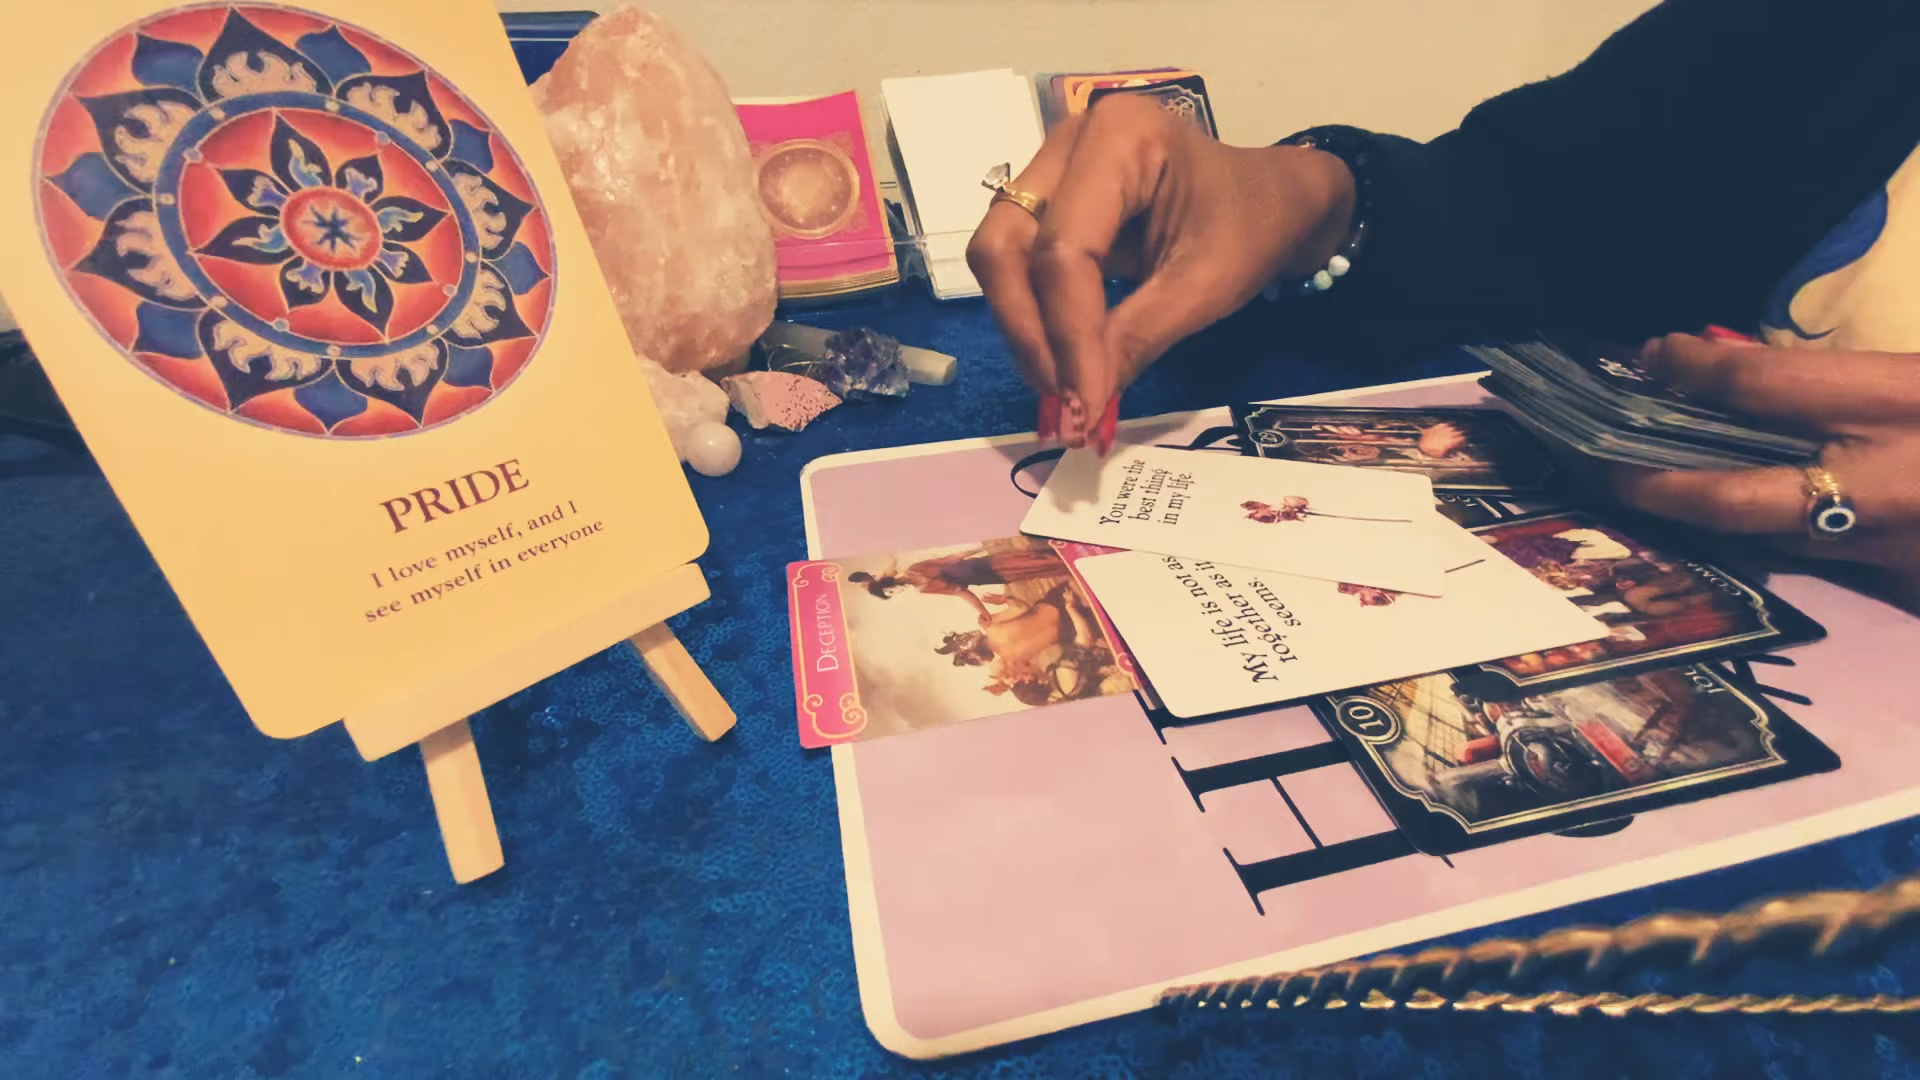 PRIDE
I love myself, and I
see myself in everyone
DECEPTION
You were the
best thing
in my life.
My life is not as
together as it
seems.
10